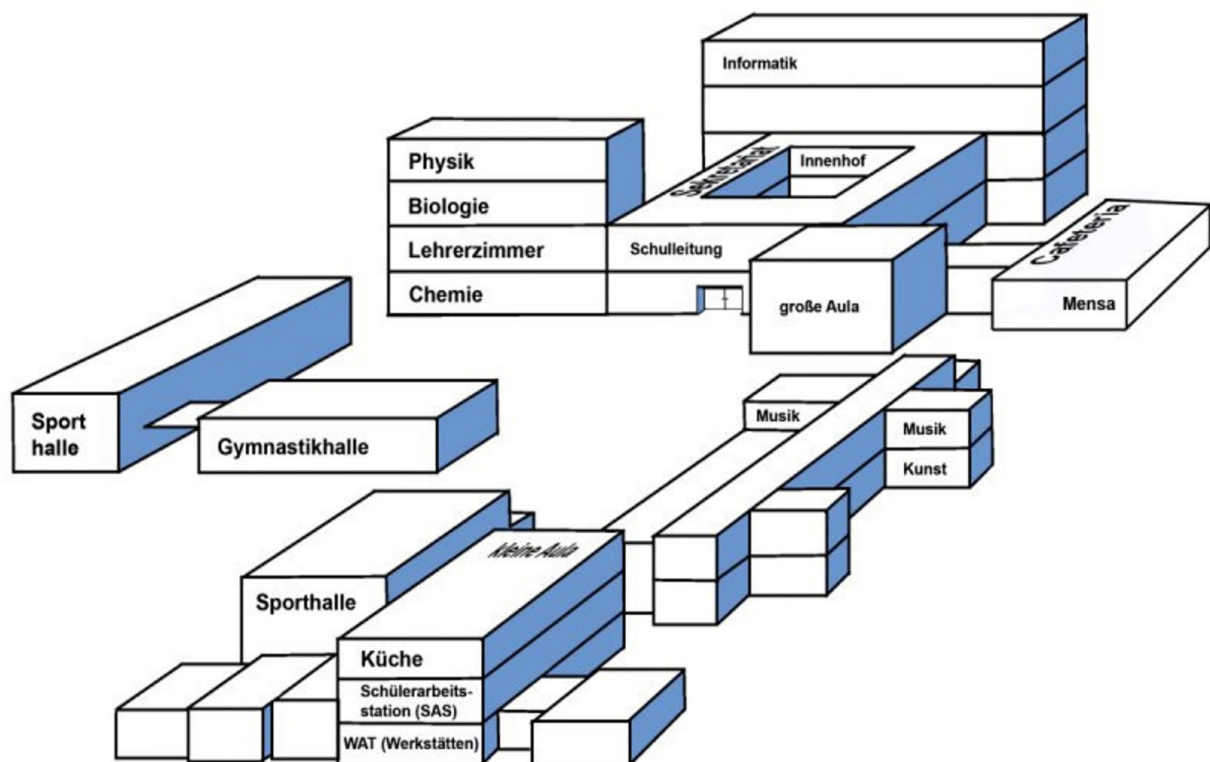 Informatik
Physik
Sekretariat
Innenhof
Biologie
Cafeteria
Lehrerzimmer
Schulleitung
Chemie
große Aula
Mensa
Sport
halle
Gymnastikhalle
Musik
Musik
Kunst
kleine Aula
Sporthalle
Küche
Schülerarbeits-
station (SAS)
WAT (Werkstätten)